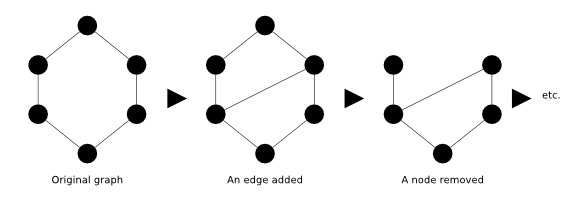 etc.
Original graph
An edge added
A node removed